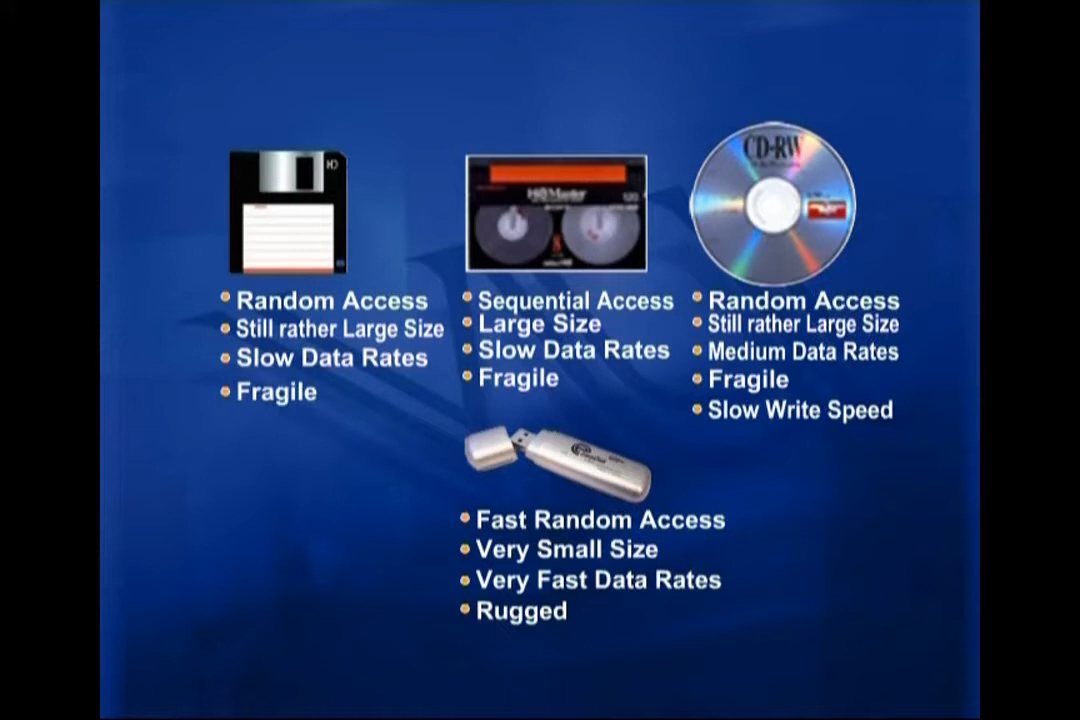 HD
• Random Access
• Still rather Large Size
• Slow Data Rates
• Fragile
120
• Sequential Access
• Large Size
• Slow Data Rates
• Fragile
CD-RW
• Random Access
• Still rather Large Size
• Medium Data Rates
• Fragile
• Slow Write Speed
• Fast Random Access
• Very Small Size
• Very Fast Data Rates
• Rugged